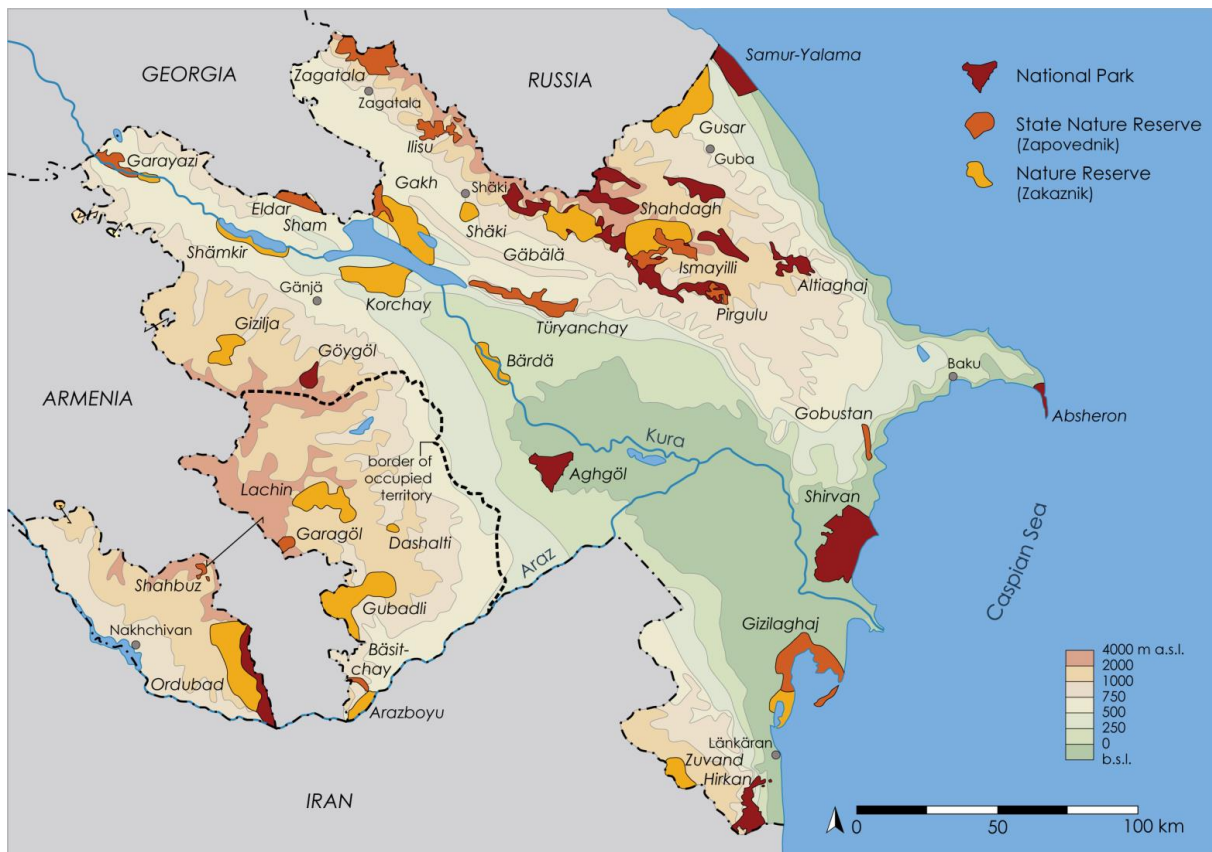 GEORGIA
RUSSIA
ARMENIA
IRAN
Caspian Sea
Samur-Yalama
National Park
State Nature Reserve
(Zapovednik)
Nature Reserve
(Zakaznik)
Zagatala
Zagatala
Ilisu
Gusar
Guba
Garayazi
Gakh
Shäki
Shahdagh
Eldar
Sham
Shäki
Shämkir
Gäbälä
Ismayilli
Altiaghaj
Gänjä
Korchay
Türyanchay
Pirgulu
Gizilja
Göygöl
Bärdä
Baku
Absheron
Gobustan
Kura
border of
occupied
territory
Aghgöl
Lachin
Shirvan
Garagöl
Dashalti
Araz
Shahbuz
Gubadli
Nakhchivan
Gizilaghaj
Bäsit-
chay
Ordubad
Arazboyu
Länkäran
Zuvand
Hirkan
4000 m a.s.l.
2000
1000
750
500
250
0
b.s.l.
0 50 100 km